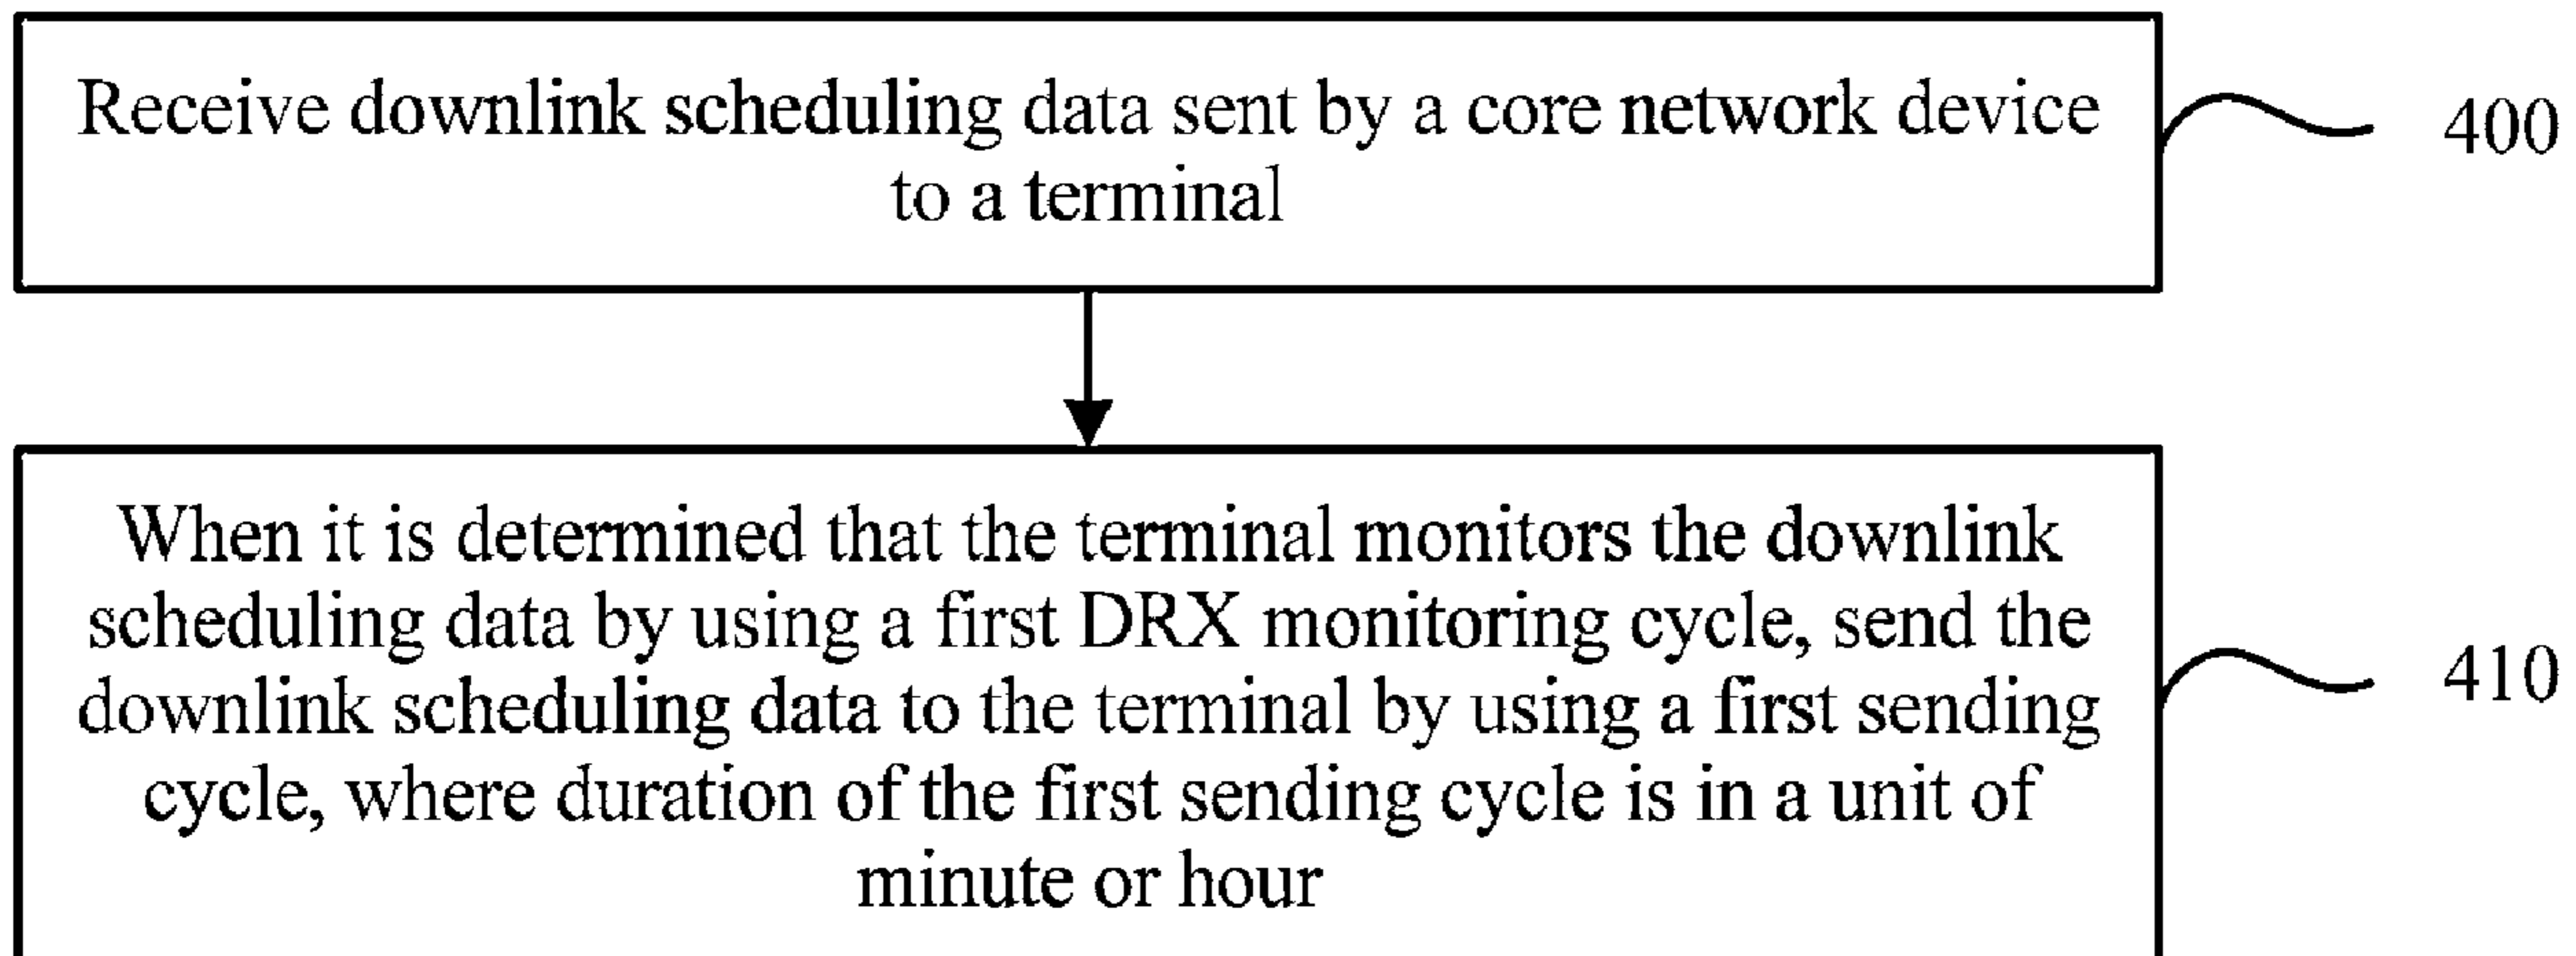 Receive downlink scheduling data sent by a core network device
to a terminal
400
When it is determined that the terminal monitors the downlink
scheduling data by using a first DRX monitoring cycle, send the
downlink scheduling data to the terminal by using a first sending
cycle, where duration of the first sending cycle is in a unit of
minute or hour
410